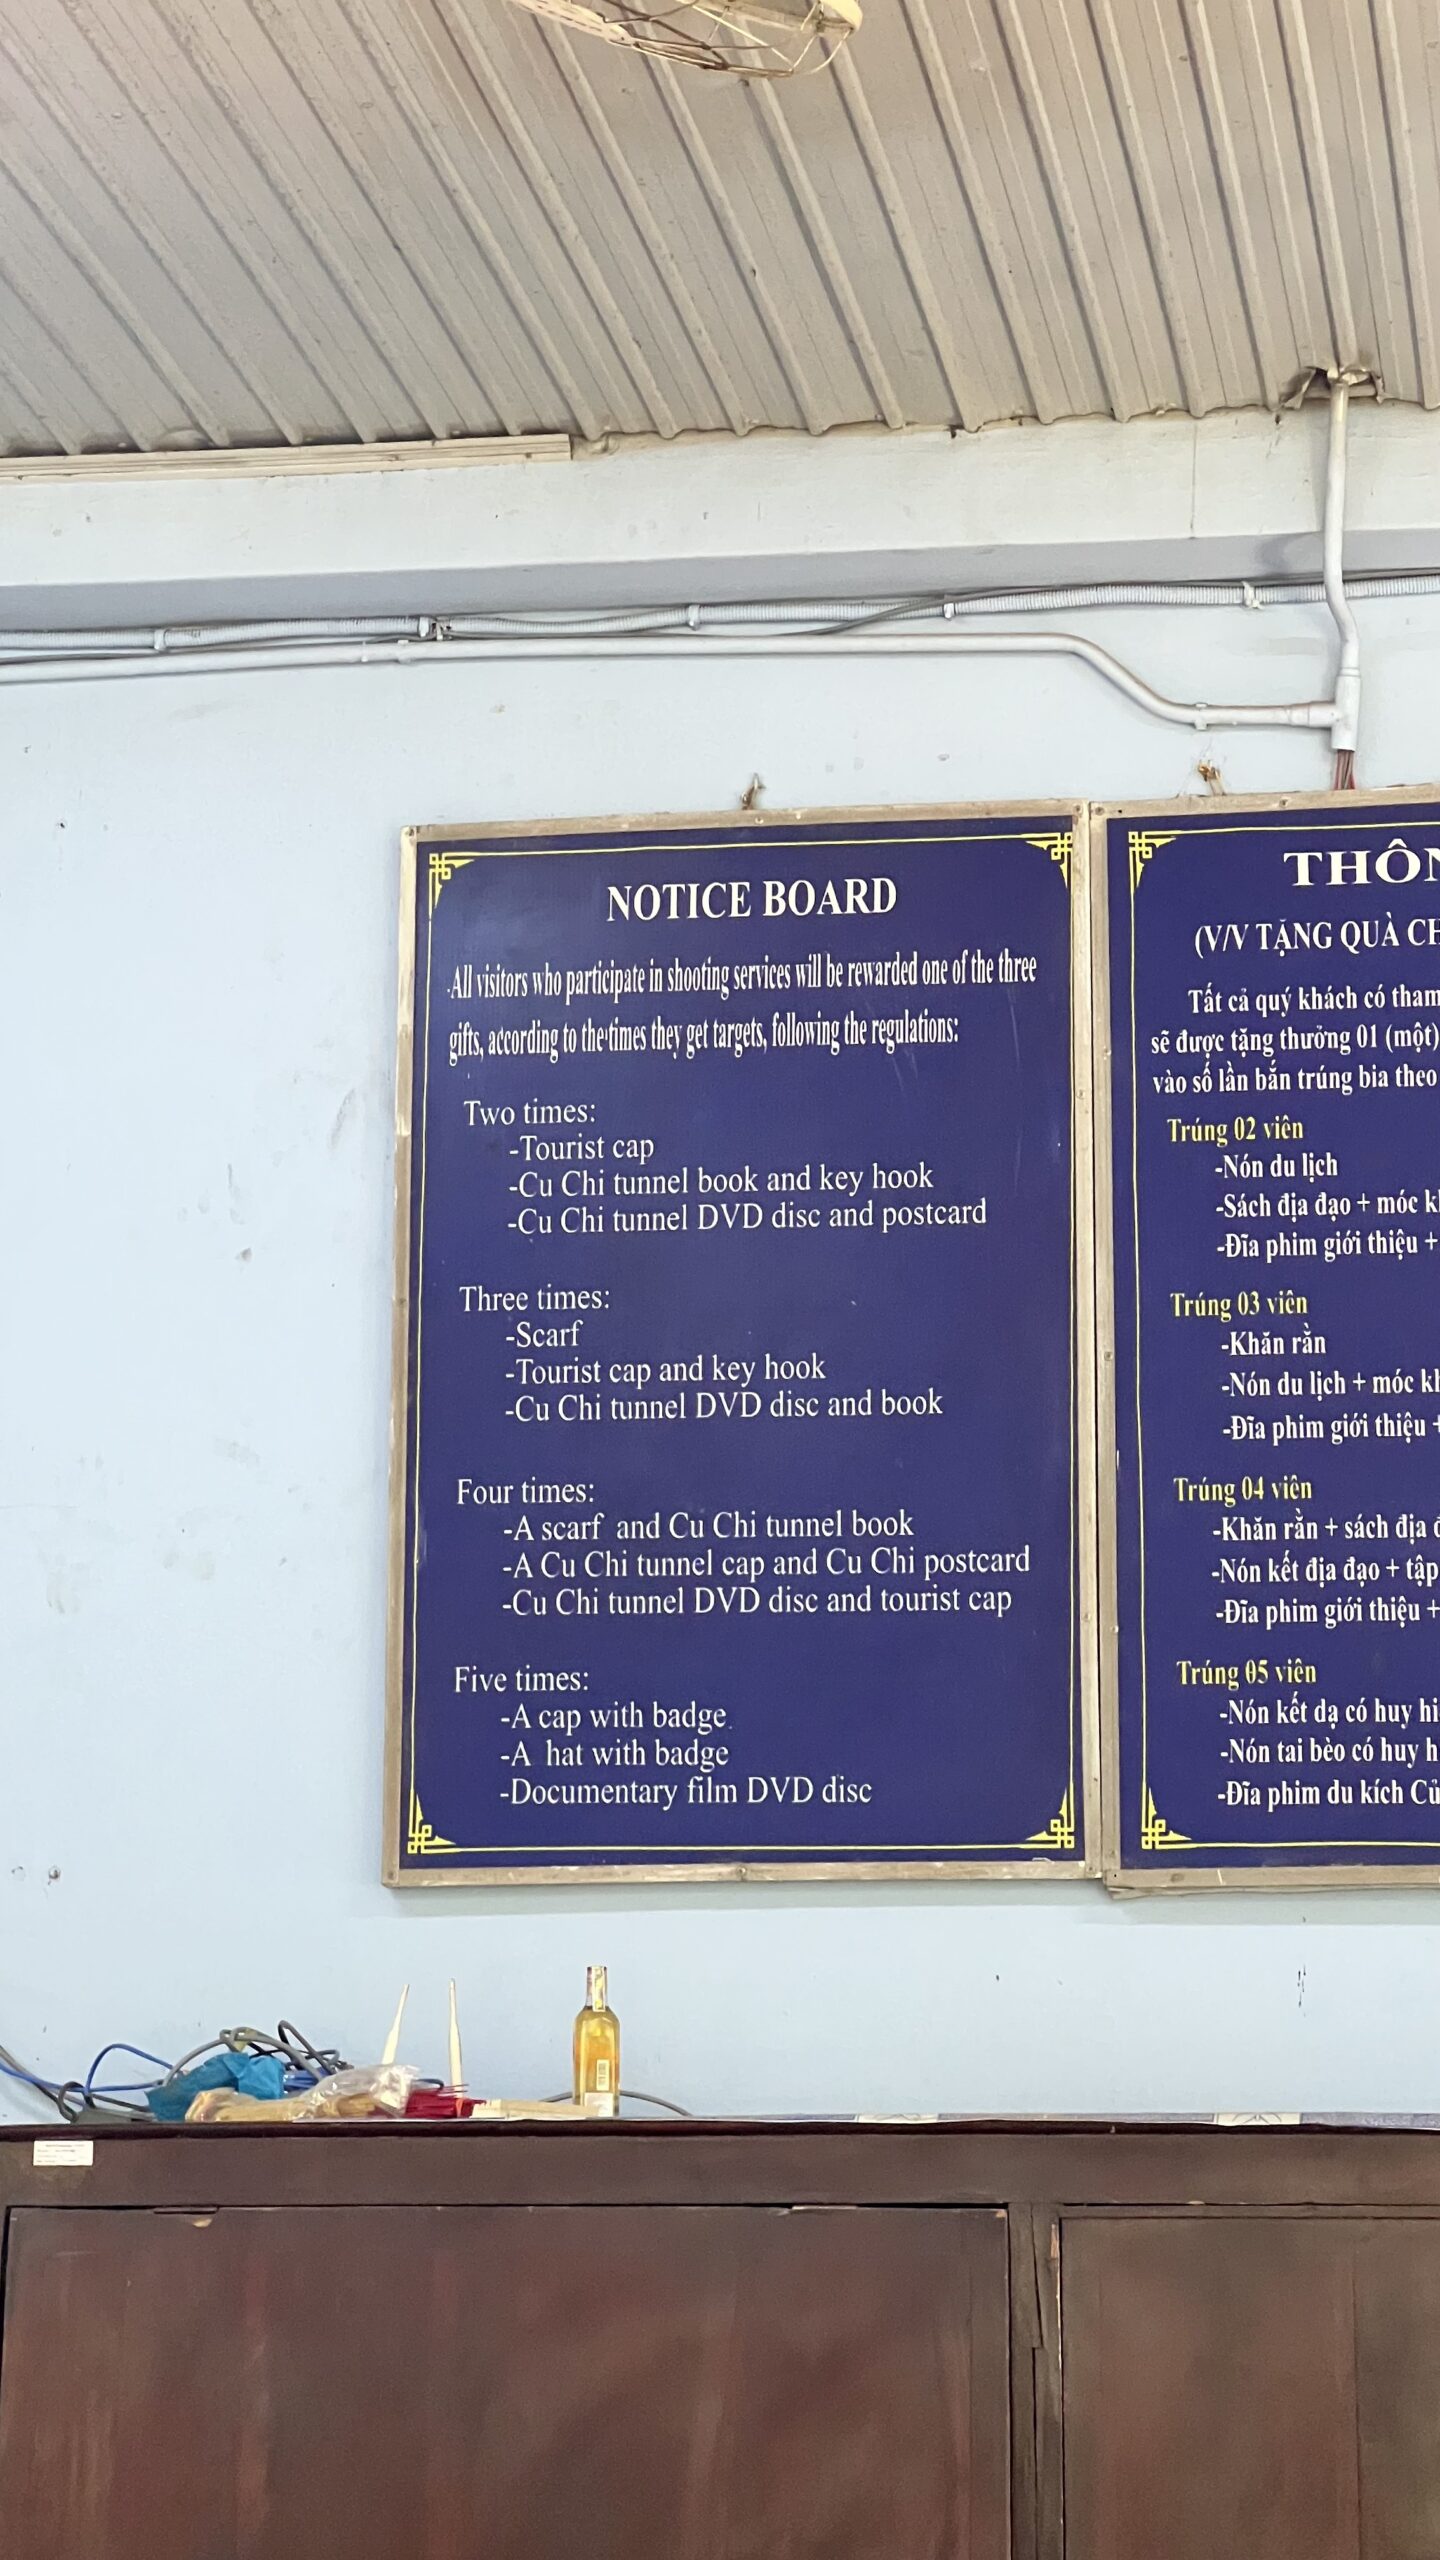 NOTICE BOARD
All visitors who participate in shooting services will be rewarded one of the three
gifts, according to the times they get targets, following the regulations:
Two times:
-Tourist cap
-Cu Chi tunnel book and key hook
-Cu Chi tunnel DVD disc and postcard
Three times:
-Scarf
-Tourist cap and key hook
-Cu Chi tunnel DVD disc and book
Four times:
-A scarf and Cu Chi tunnel book
-A Cu Chi tunnel cap and Cu Chi postcard
-Cu Chi tunnel DVD disc and tourist cap
Five times:
-A cap with badge
-A hat with badge
-Documentary film DVD disc
THÔN
(V/V TẶNG QUÀ CH
Tất cả quý khách có tham
sẽ được tặng thưởng 01 (một)
vào số lần bắn trúng bia theo
Trúng 02 viên
-Nón du lịch
-Sách địa đạo + móc kh
-Đĩa phim giới thiệu +
Trúng 03 viên
-Khăn rằn
-Nón du lịch + móc kh
-Đĩa phim giới thiệu +
Trúng 04 viên
-Khăn rằn + sách địa đ
-Nón kết địa đạo + tập
-Đĩa phim giới thiệu +
Trúng 05 viên
-Nón kết dạ có huy hi
-Nón tai bèo có huy h
-Đĩa phim du kích Củ